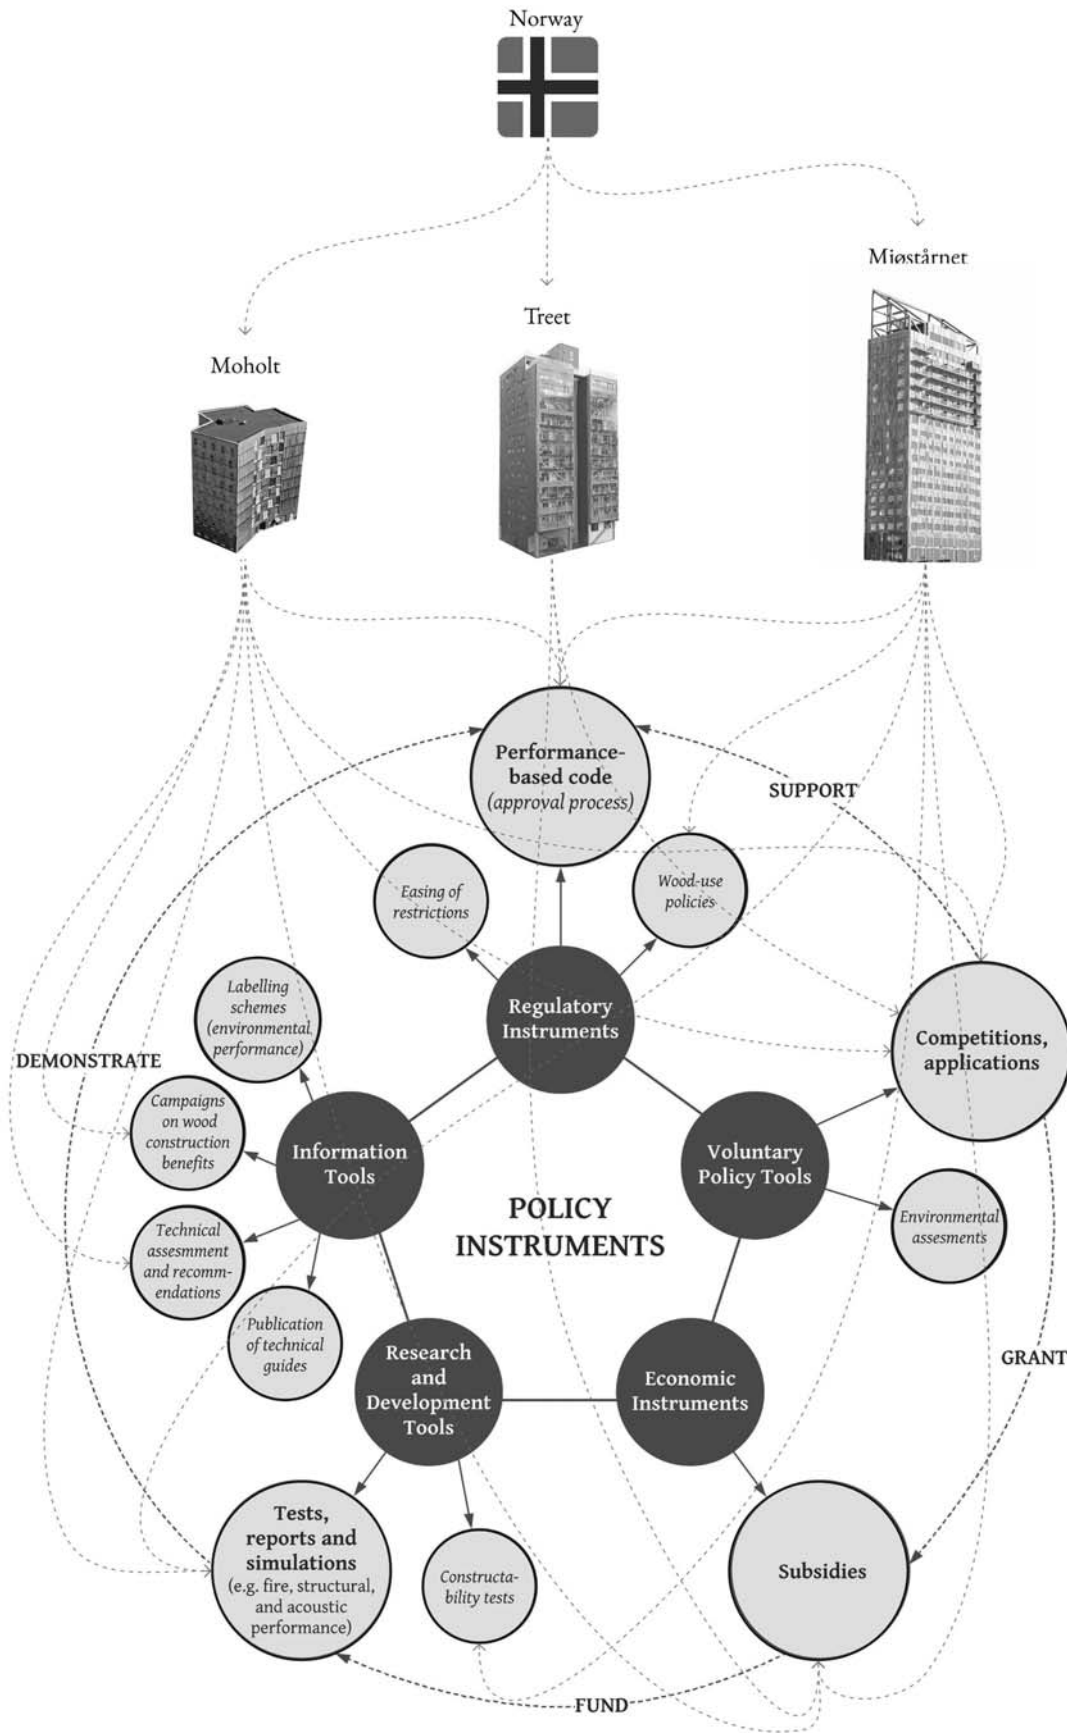 Norway
Mjøstårnet
Treet
Moholt
Performance-
based code
(approval process)
SUPPORT
Easing of
restrictions
Wood-use
policies
Labelling
schemes
(environmental
performance)
Regulatory
Instruments
Competitions,
applications
DEMONSTRATE
Campaigns
on wood
construction
benefits
Information
Tools
Voluntary
Policy Tools
POLICY
INSTRUMENTS
Environmental
assesments
Technical
assesmment
and recomm-
endations
Publication
of technical
guides
Research
and
Development
Tools
Economic
Instruments
GRANT
Tests,
reports and
simulations
(e.g. fire, structural,
and acoustic
performance)
Constructa-
bility tests
Subsidies
FUND